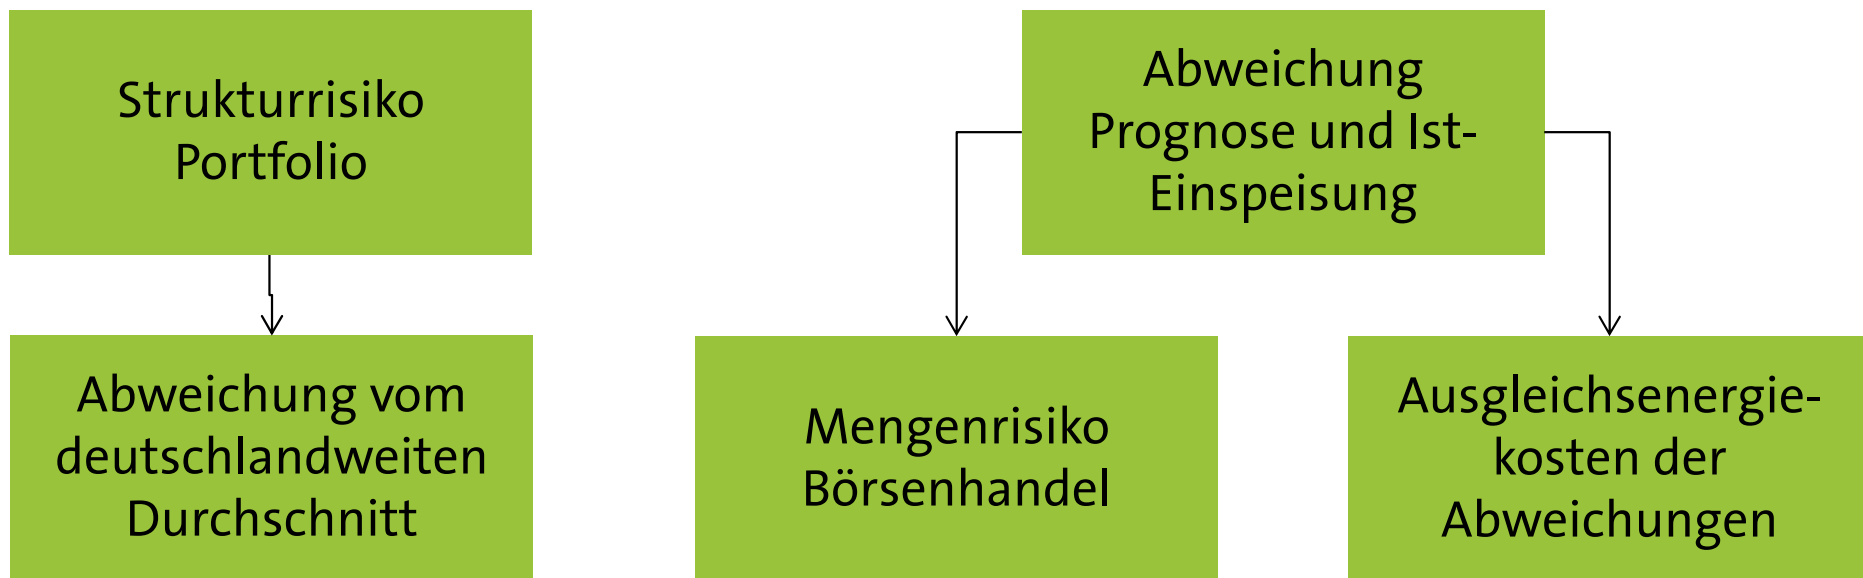 Strukturrisiko
Portfolio
Abweichung
Prognose und Ist-
Einspeisung
Abweichung vom
deutschlandweiten
Durchschnitt
Mengenrisiko
Börsenhandel
Ausgleichsenergie-
kosten der
Abweichungen